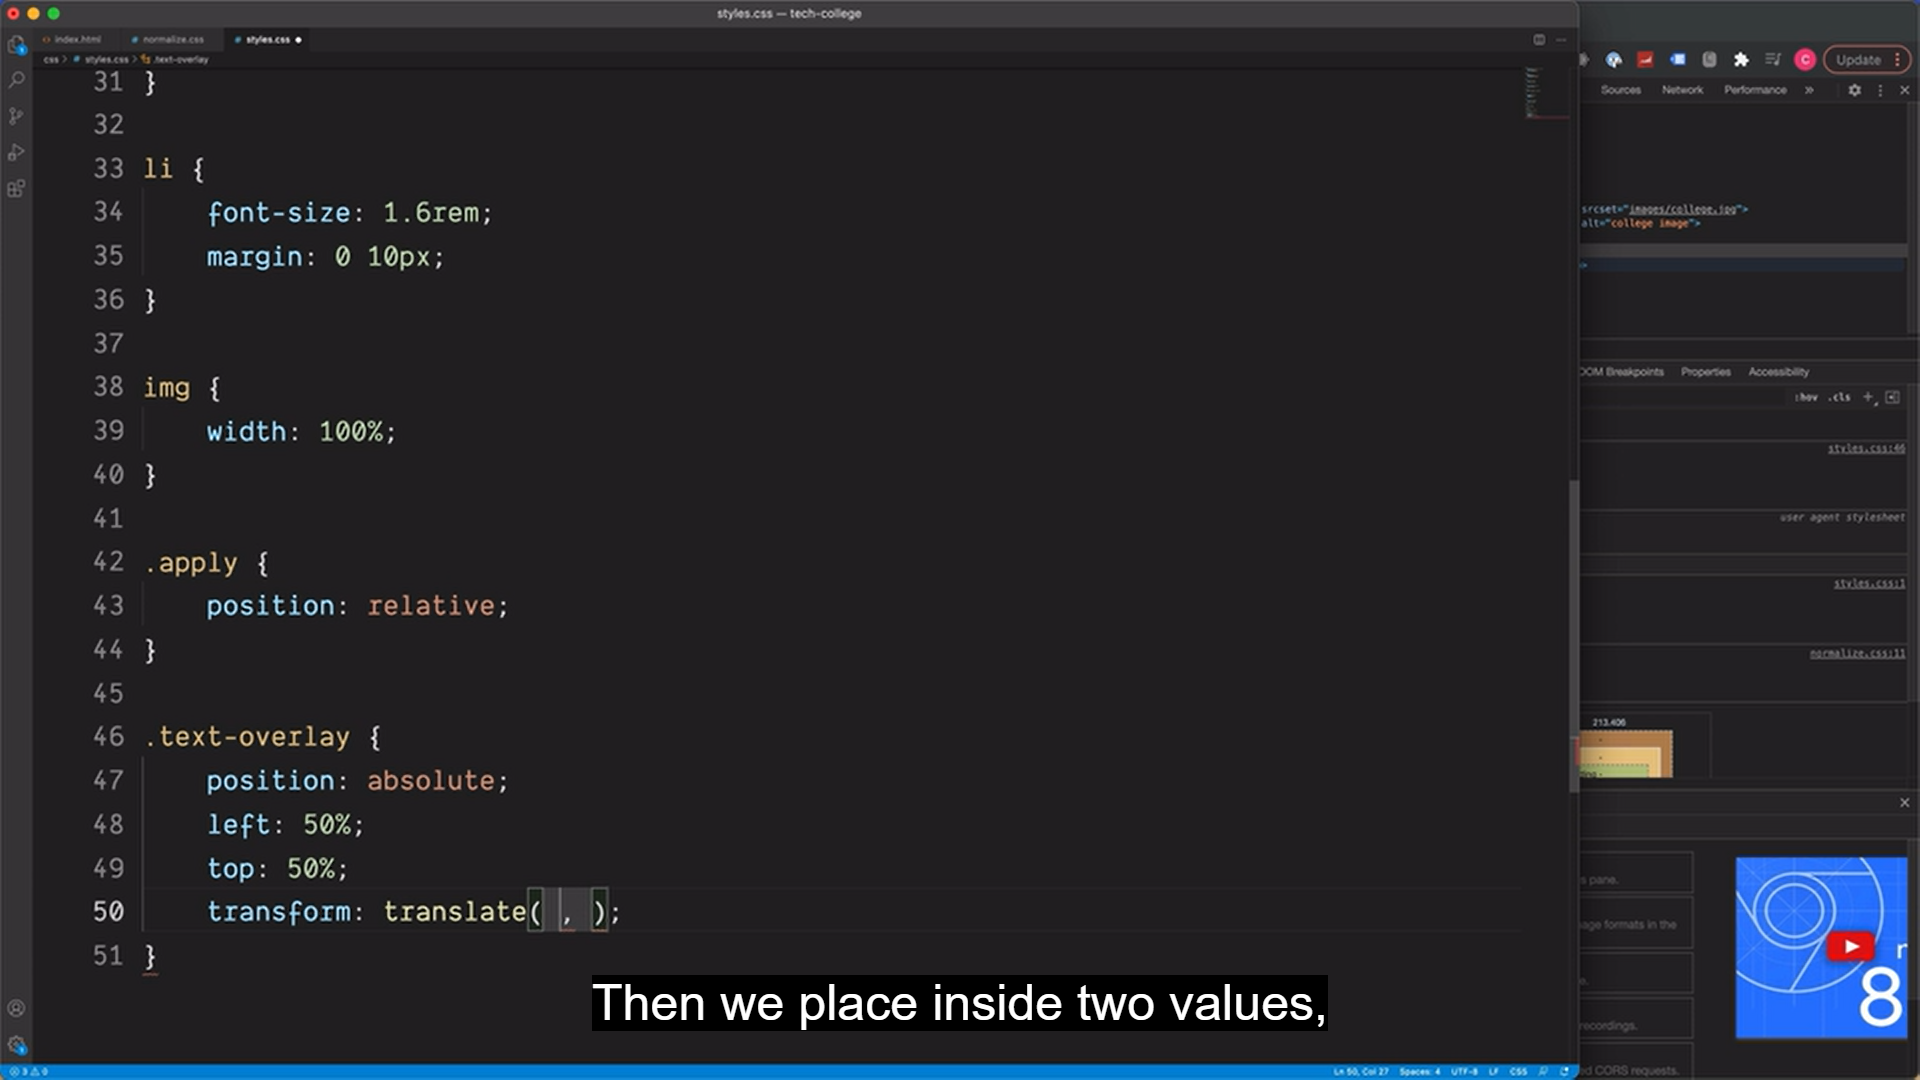 styles.css — tech-college
index.html
normalize.css
styles.css
css > # styles.css > .text-overlay
31 }
32
33 li {
34 font-size: 1.6rem;
35 margin: 0 10px;
36 }
37
38 img {
39 width: 100%;
40 }
41
42 .apply {
43 position: relative;
44 }
45
46 .text-overlay {
47 position: absolute;
48 left: 50%;
49 top: 50%;
50 transform: translate( , );
51 }
Then we place inside two values,
Ln 50, Col 27 Spaces: 4 UTF-8 LF CSS
C
Update
Sources Network Performance »
srcset="images/college.jpg">
alt="college image">
DOM Breakpoints Properties Accessibility
:hov .cls +
styles.css:46
user agent stylesheet
styles.css:1
normalize.css:11
213.406
s pane.
age formats in the
recordings.
ed CORS requests.
8